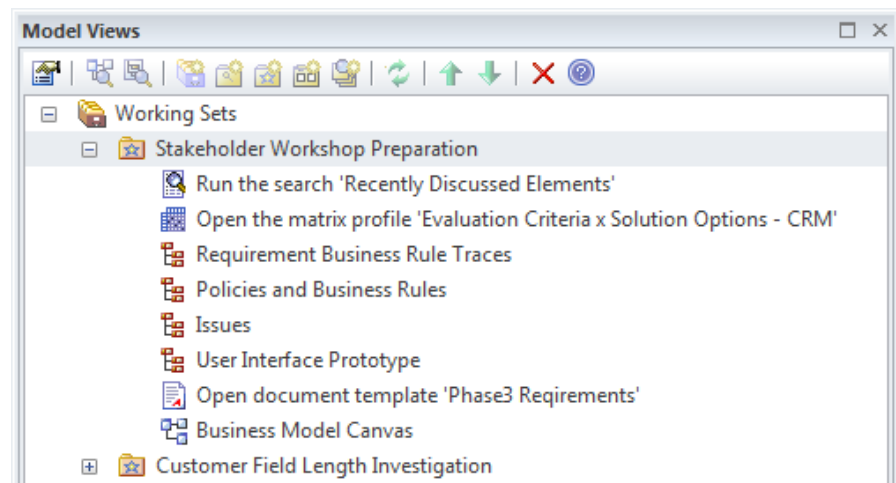 Model Views
Working Sets
Stakeholder Workshop Preparation
Run the search 'Recently Discussed Elements'
Open the matrix profile 'Evaluation Criteria x Solution Options - CRM'
Requirement Business Rule Traces
Policies and Business Rules
Issues
User Interface Prototype
Open document template 'Phase3 Reqirements'
Business Model Canvas
Customer Field Length Investigation